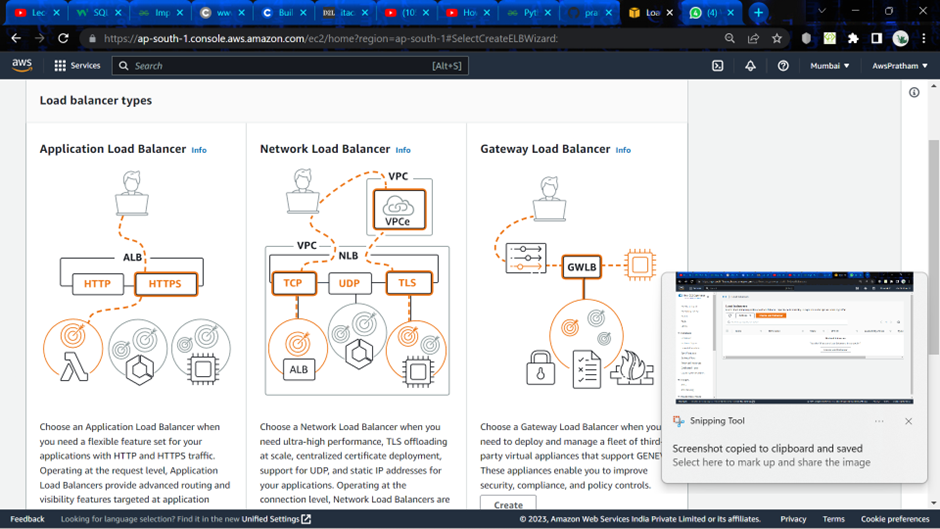 Lec
SQL
Imp
www
Buil
DXL
itac
(10
Ho
Pyt
pra
Loa
(4)
https://ap-south-1.console.aws.amazon.com/ec2/home?region=ap-south-1#SelectCreateELBWizard:
aws
Services
Search
[Alt+S]
Mumbai
AwsPratham
Load balancer types
Application Load Balancer Info
ALB
HTTP
HTTPS
Choose an Application Load Balancer when
you need a flexible feature set for your
applications with HTTP and HTTPS traffic.
Operating at the request level, Application
Load Balancers provide advanced routing and
visibility features targeted at application
Network Load Balancer Info
VPC
VPCe
VPC
NLB
TCP
UDP
TLS
ALB
Choose a Network Load Balancer when you
need ultra-high performance, TLS offloading
at scale, centralized certificate deployment,
support for UDP, and static IP addresses for
your applications. Operating at the
connection level, Network Load Balancers are
Gateway Load Balancer Info
GWLB
Choose a Gateway Load Balancer when you
need to deploy and manage a fleet of third-
party virtual appliances that support GENEV
These appliances enable you to improve
security, compliance, and policy controls.
Create
Snipping Tool
Screenshot copied to clipboard and saved
Select here to mark up and share the image
Feedback
Looking for language selection? Find it in the new Unified Settings
© 2023, Amazon Web Services India Private Limited or its affiliates.
Privacy
Terms
Cookie preferences